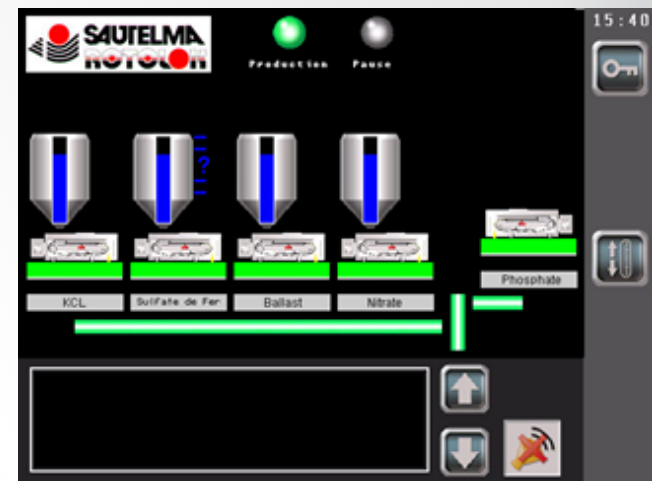 15:40
SAUTELMA
ROTOLOK
Production Pause
?
KCL Sulfate de Fer Ballast Nitrate Phosphate